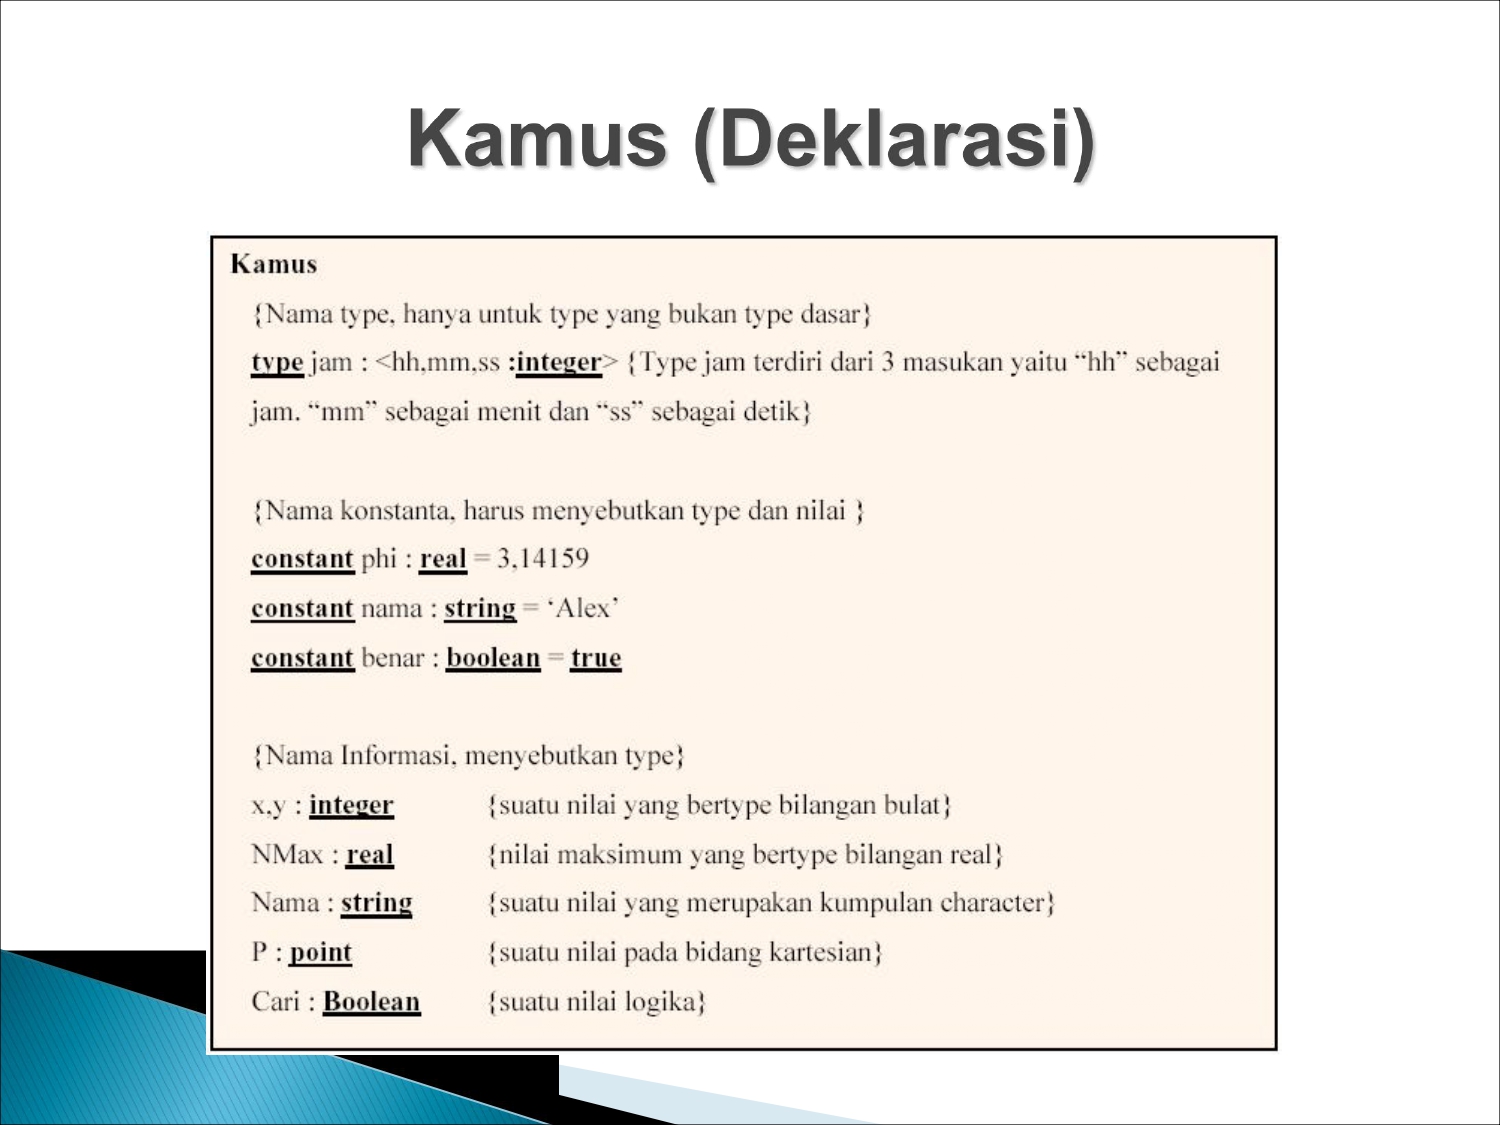 Kamus (Deklarasi)
Kamus
{Nama type, hanya untuk type yang bukan type dasar}
type jam : <hh,mm,ss :integer> {Type jam terdiri dari 3 masukan yaitu “hh” sebagai
jam. “mm” sebagai menit dan “ss” sebagai detik}
{Nama konstanta, harus menyebutkan type dan nilai }
constant phi : real = 3,14159
constant nama : string = ‘Alex’
constant benar : boolean = true
{Nama Informasi, menyebutkan type}
x,y : integer {suatu nilai yang bertype bilangan bulat}
NMax : real {nilai maksimum yang bertype bilangan real}
Nama : string {suatu nilai yang merupakan kumpulan character}
P : point {suatu nilai pada bidang kartesian}
Cari : Boolean {suatu nilai logika}